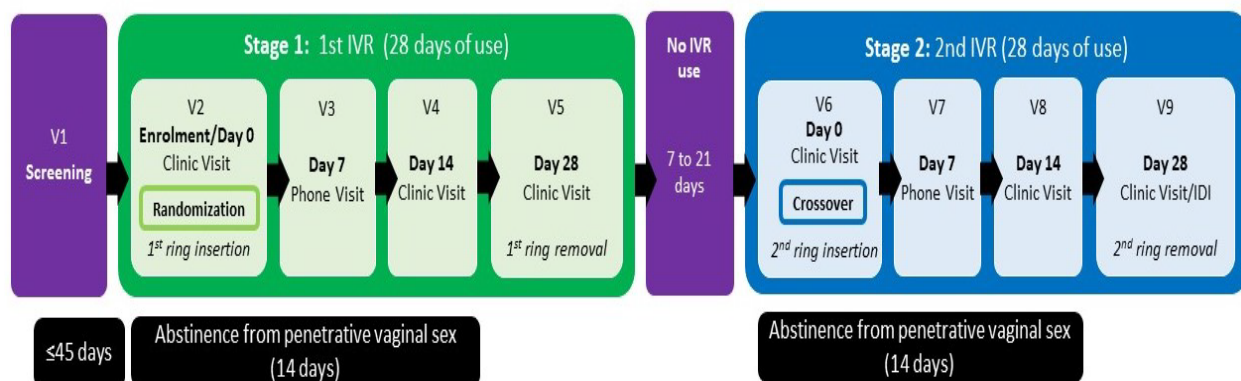 V1
Screening
Stage 1: 1st IVR (28 days of use)
V2
Enrolment/Day 0
Clinic Visit
Randomization
1st ring insertion
V3
Day 7
Phone Visit
V4
Day 14
Clinic Visit
V5
Day 28
Clinic Visit
1st ring removal
No IVR
use
7 to 21
days
Stage 2: 2nd IVR (28 days of use)
V6
Day 0
Clinic Visit
Crossover
2nd ring insertion
V7
Day 7
Phone Visit
V8
Day 14
Clinic Visit
V9
Day 28
Clinic Visit/IDI
2nd ring removal
≤45 days
Abstinence from penetrative vaginal sex
(14 days)
Abstinence from penetrative vaginal sex
(14 days)